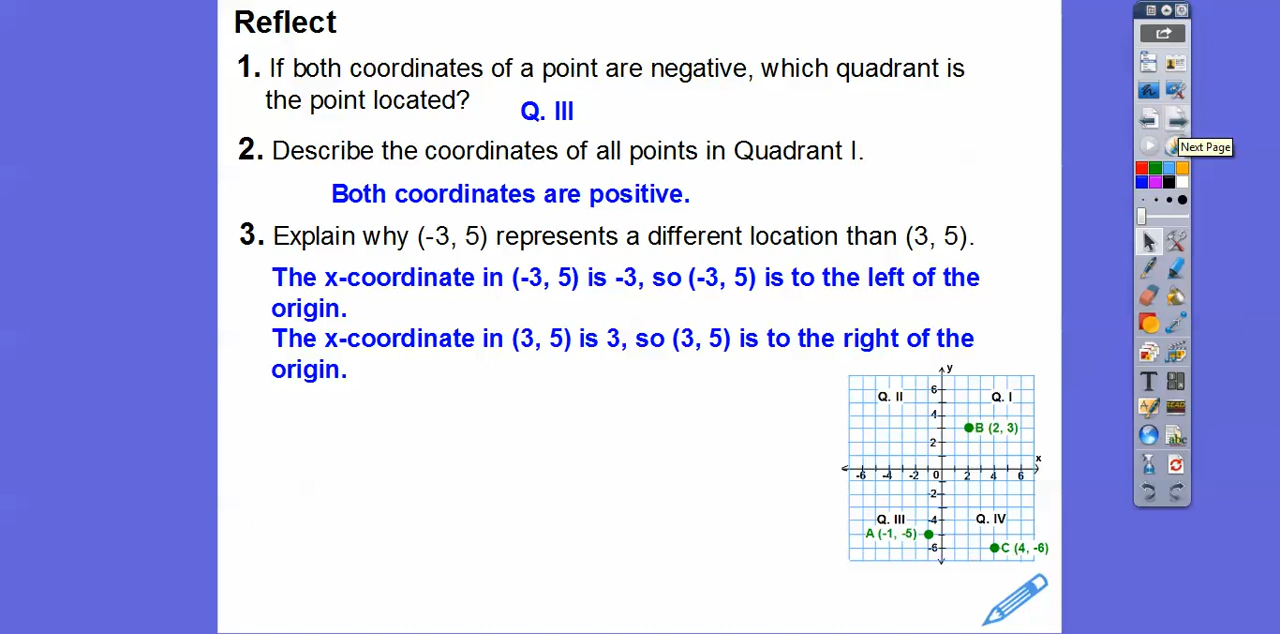 Reflect
1. If both coordinates of a point are negative, which quadrant is
the point located?
Q. III
2. Describe the coordinates of all points in Quadrant I.
Both coordinates are positive.
3. Explain why (-3, 5) represents a different location than (3, 5).
The x-coordinate in (-3, 5) is -3, so (-3, 5) is to the left of the
origin.
The x-coordinate in (3, 5) is 3, so (3, 5) is to the right of the
origin.
y
6
Q. II
Q. I
4
B (2, 3)
2
x
-6 -4 -2 0 2 4 6
-2
Q. III
-4
Q. IV
A (-1, -5)
-6
C (4, -6)
Next Page
T
abc